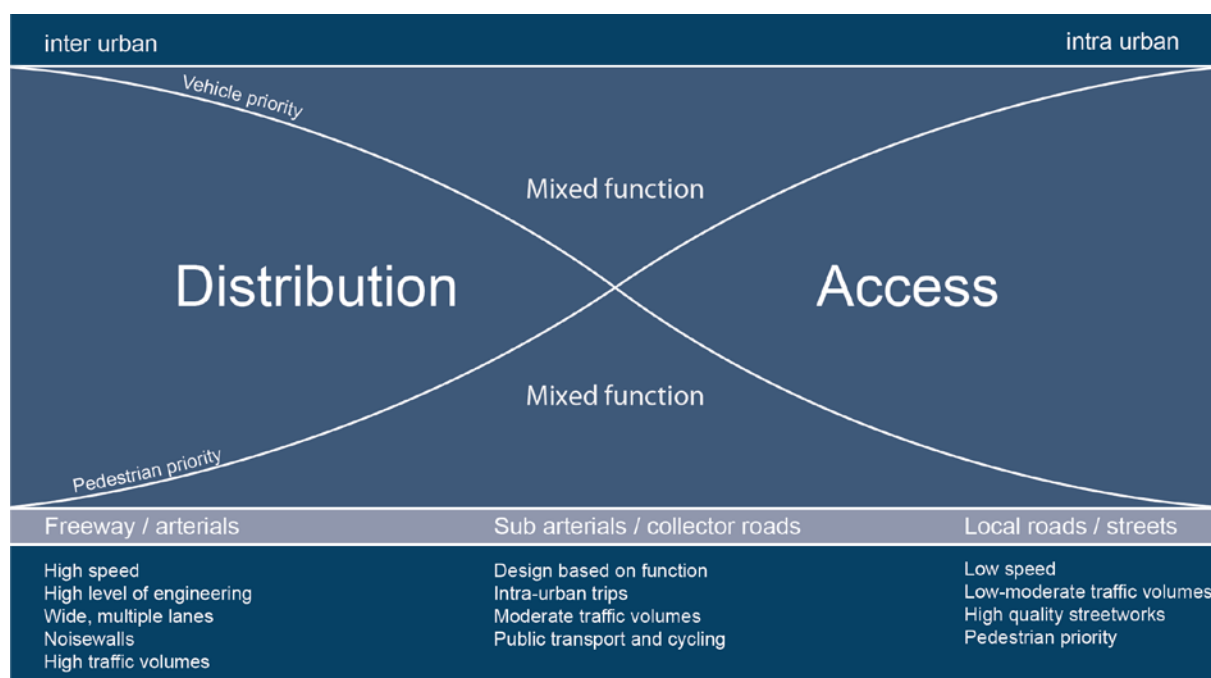 inter urban
intra urban
Vehicle priority
Mixed function
Distribution
Access
Mixed function
Pedestrian priority
Freeway / arterials
Sub arterials / collector roads
Local roads / streets
High speed
High level of engineering
Wide, multiple lanes
Noisewalls
High traffic volumes
Design based on function
Intra-urban trips
Moderate traffic volumes
Public transport and cycling
Low speed
Low-moderate traffic volumes
High quality streetworks
Pedestrian priority